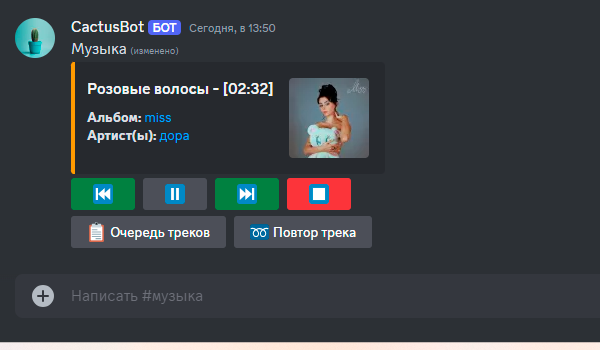 CactusBot БОТ Сегодня, в 13:50
Музыка (изменено)
Розовые волосы - [02:32]
Альбом: miss
Артист(ы): дора
Очередь треков Повтор трека
Написать #музыка